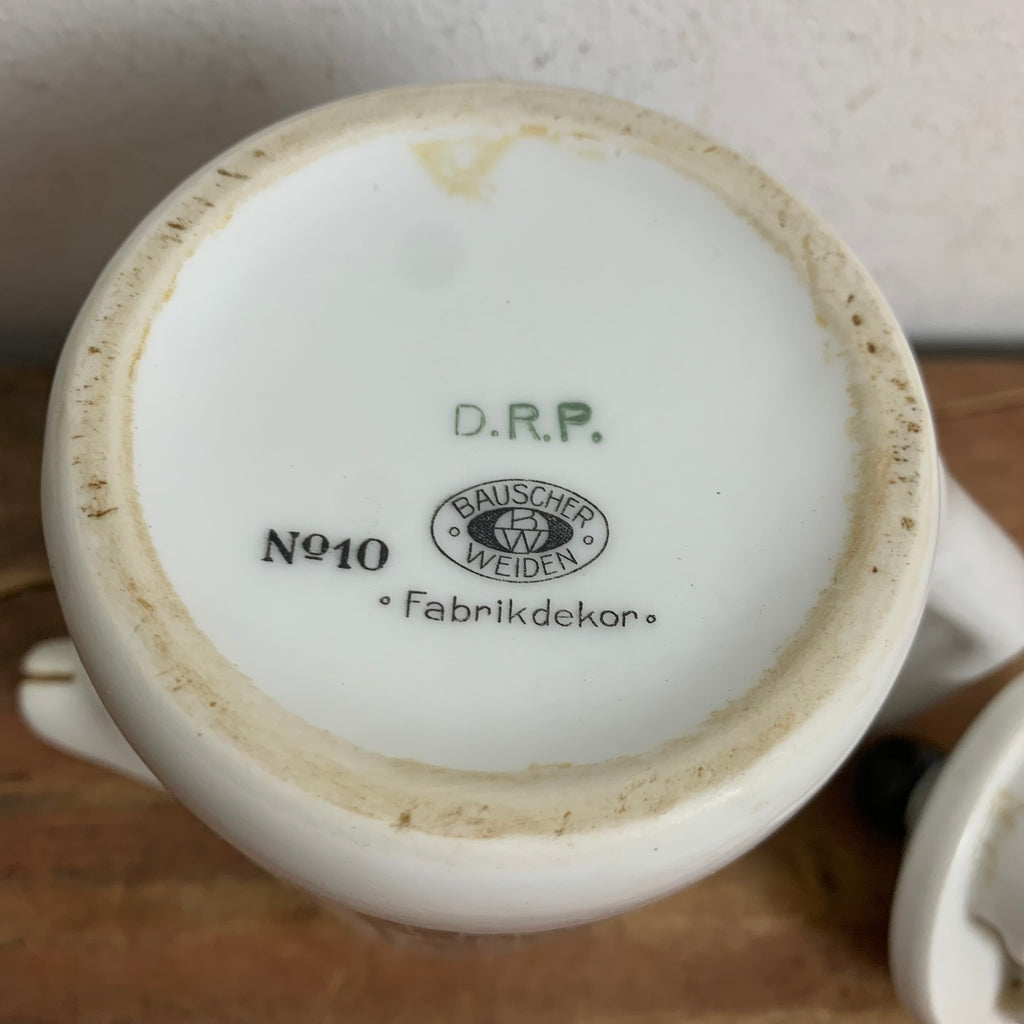 D.R.P.
BAUSCHER
BW
WEIDEN
Nº10
Fabrikdekor